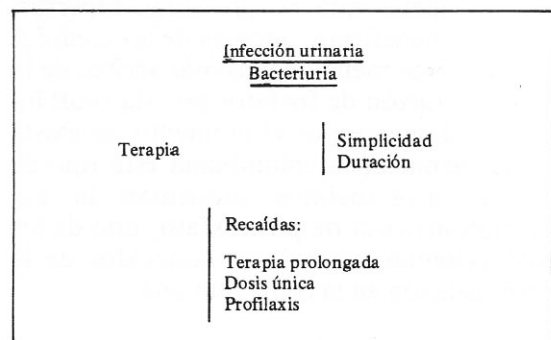 Infección urinaria
Bacteriuria
Terapia
Simplicidad
Duración
Recaídas:
Terapia prolongada
Dosis única
Profilaxis